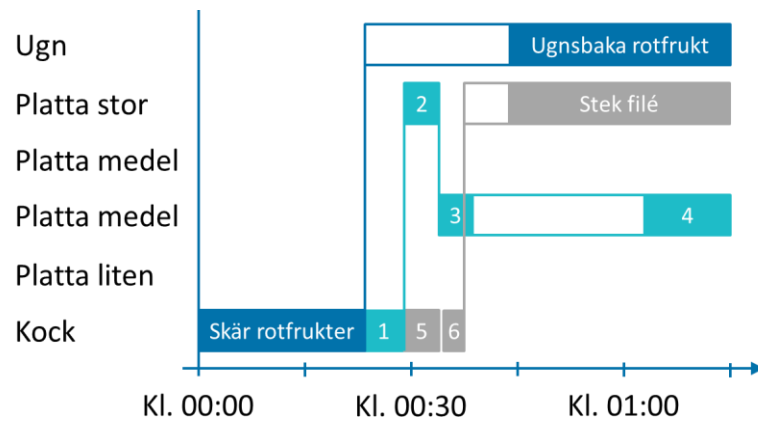 Ugn
Ugnsbaka rotfrukt
Platta stor
2
Stek filé
Platta medel
Platta medel
3
4
Platta liten
Kock
Skär rotfrukter
1
5
6
Kl. 00:00
Kl. 00:30
Kl. 01:00